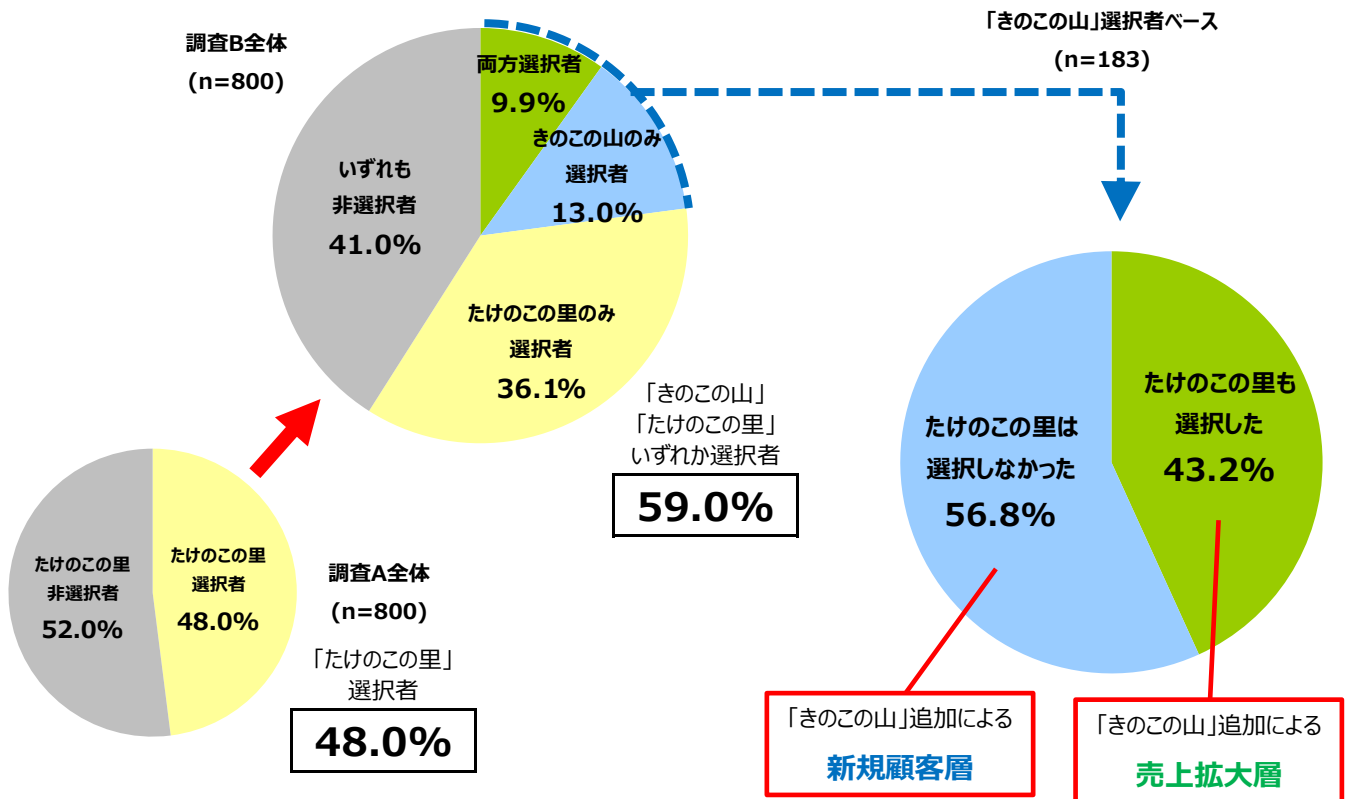 調査B全体
(n=800)
両方選択者
9.9%
きのこの山のみ
選択者
13.0%
いずれも
非選択者
41.0%
たけのこの里のみ
選択者
36.1%
「きのこの山」
「たけのこの里」
いずれか選択者
59.0%
「きのこの山」選択者ベース
(n=183)
たけのこの里は
選択しなかった
56.8%
たけのこの里も
選択した
43.2%
たけのこの里
非選択者
52.0%
たけのこの里
選択者
48.0%
調査A全体
(n=800)
「たけのこの里」
選択者
48.0%
「きのこの山」追加による
新規顧客層
「きのこの山」追加による
売上拡大層